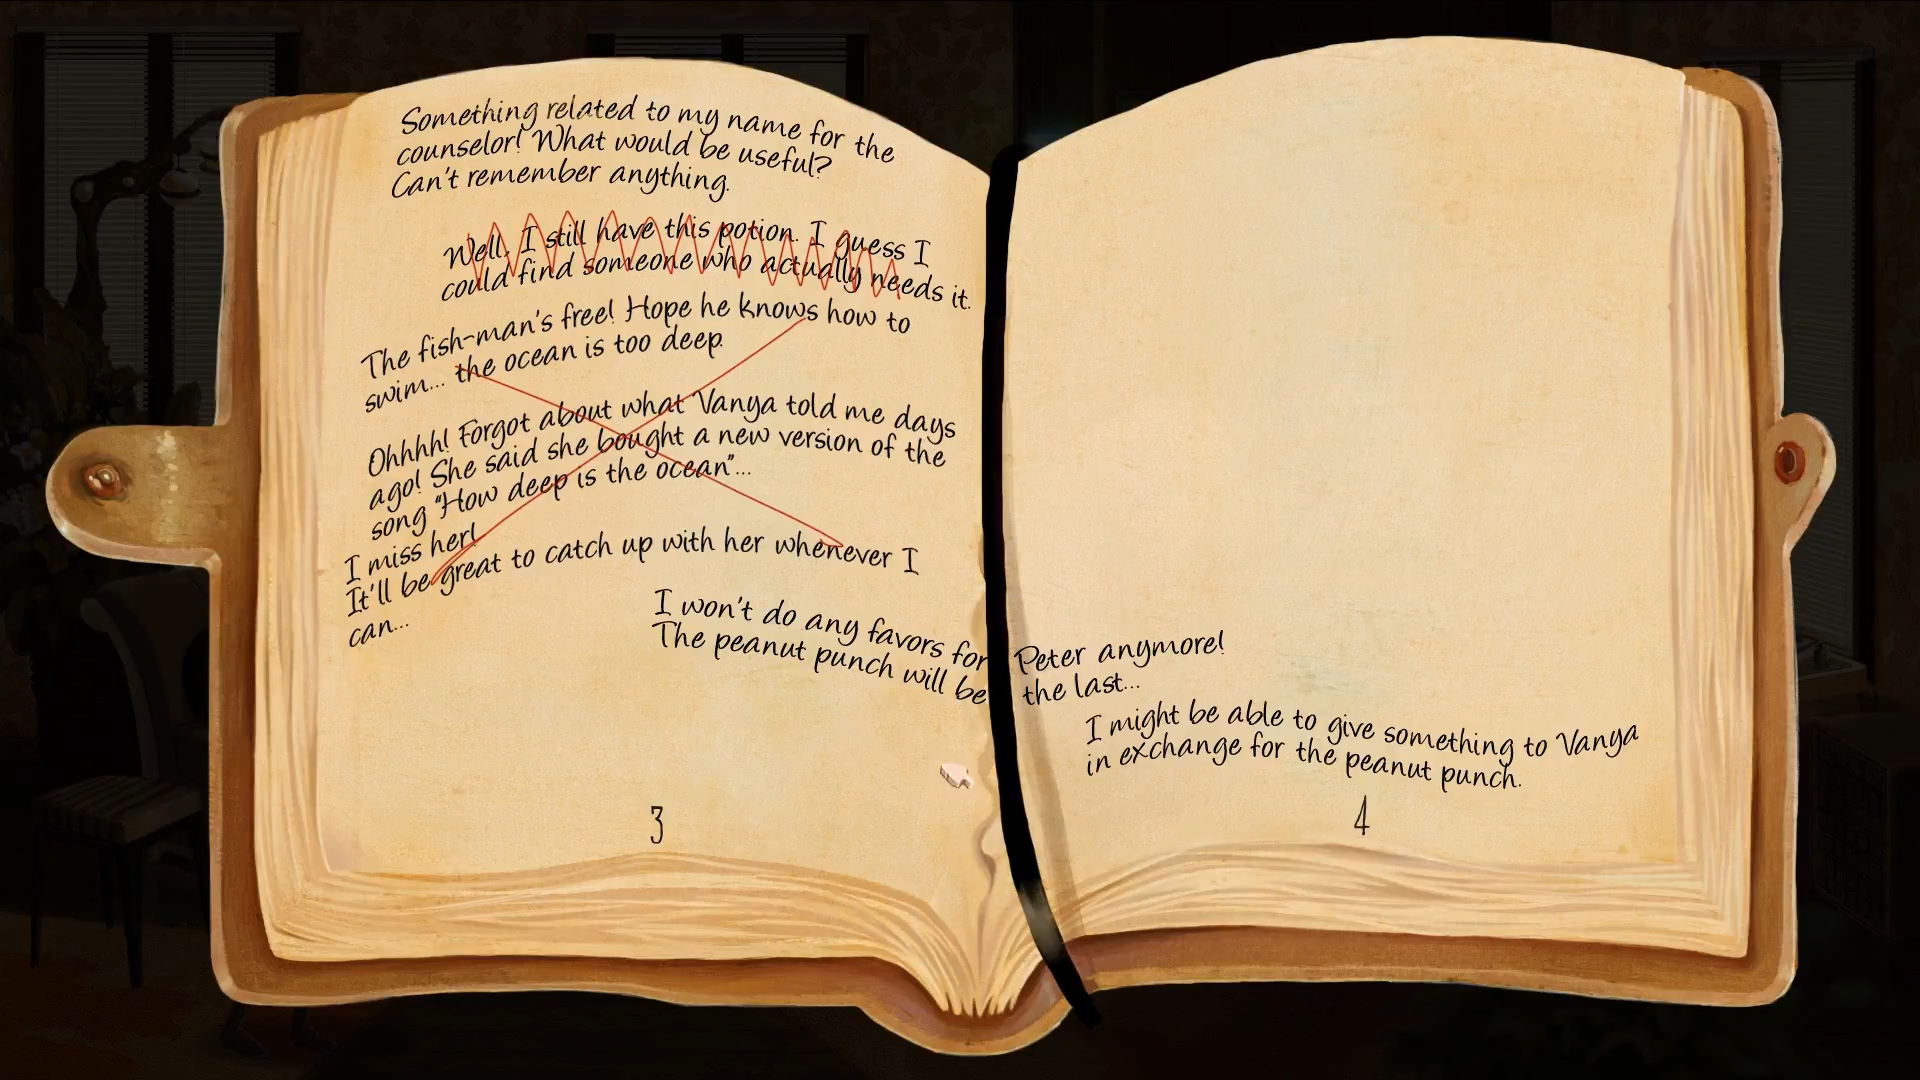 Something related to my name for the
counselor! What would be useful?
Can't remember anything.
Well, I still have this potion. I guess I
could find someone who actually needs it.
The fish-man's free! Hope he knows how to
swim... the ocean is too deep.
Ohhhh! Forgot about what Vanya told me days
ago! She said she bought a new version of the
song "How deep is the ocean"...
I miss her!
It'll be great to catch up with her whenever I
can...
I won't do any favors for Peter anymore!
The peanut punch will be the last...
I might be able to give something to Vanya
in exchange for the peanut punch.
3
4